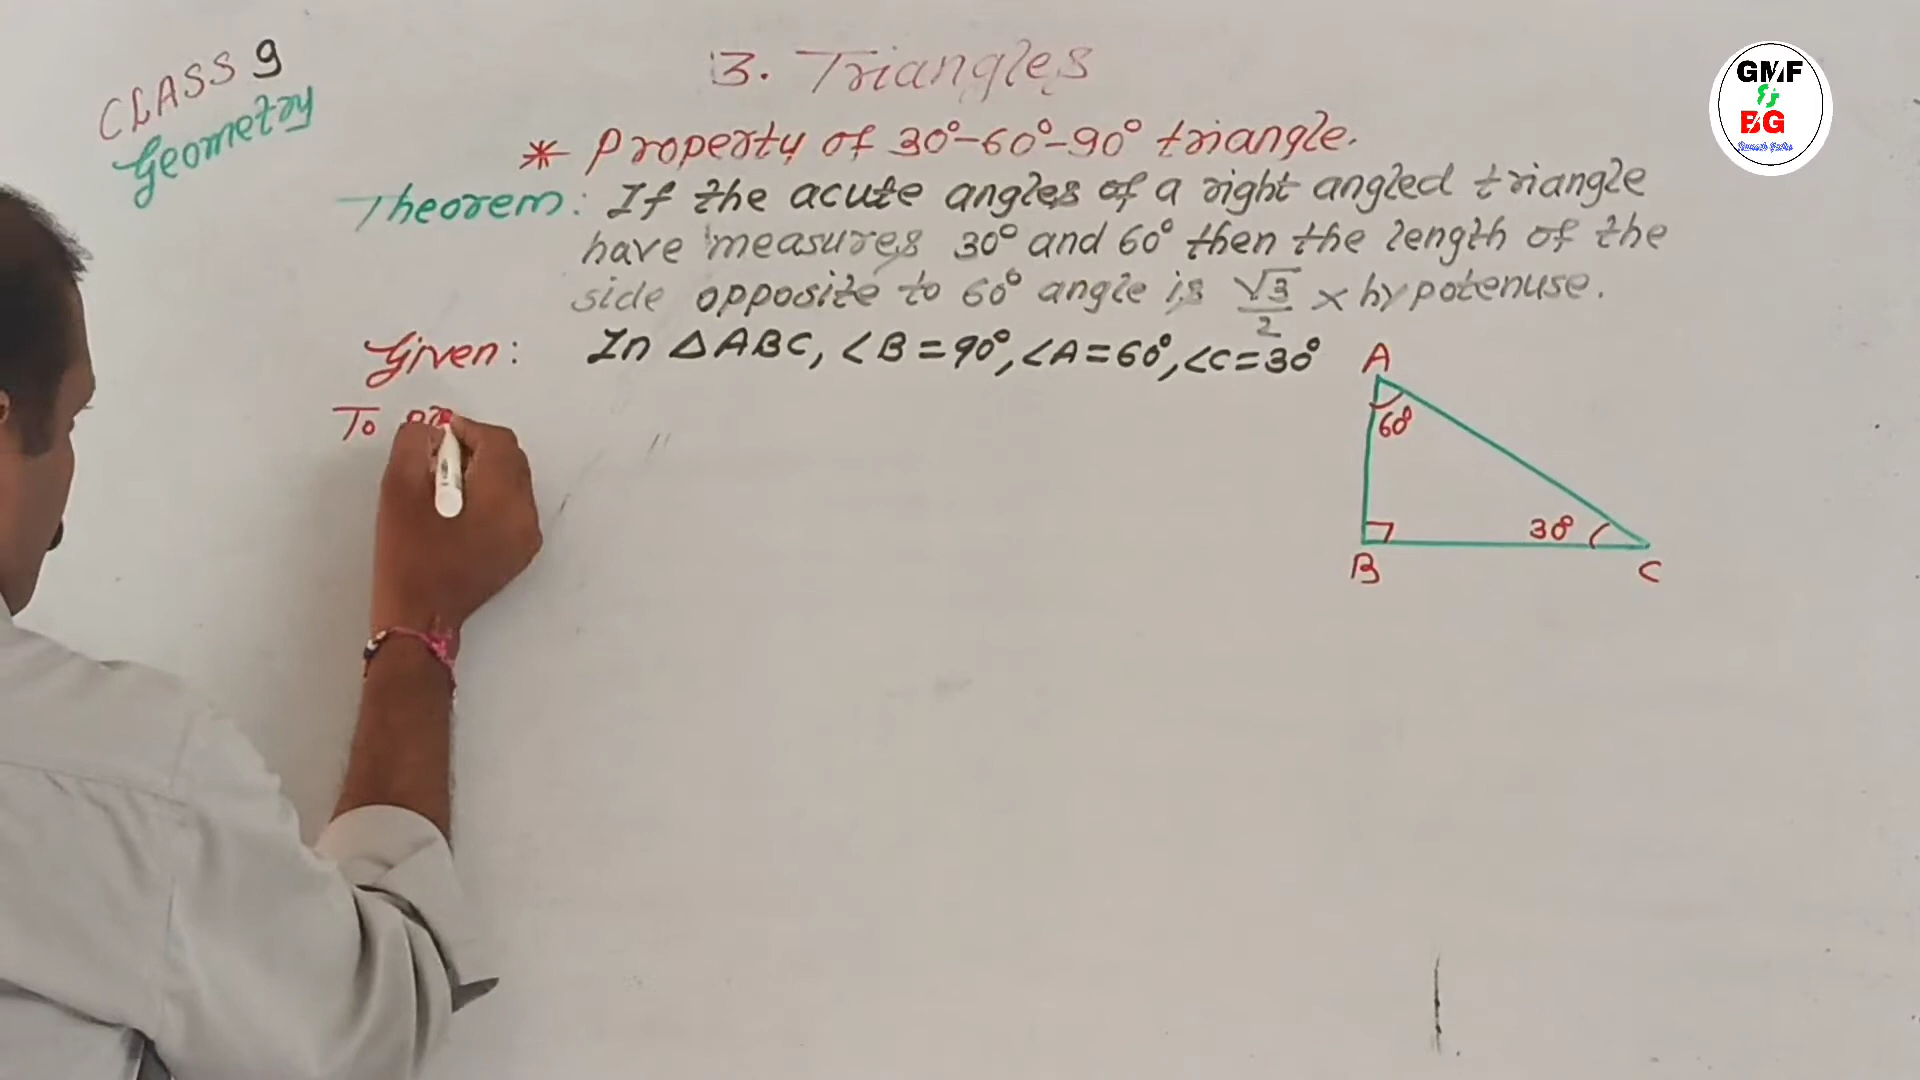 CLASS 9
Geometry
3. Triangles
* Property of 30°-60°-90° triangle.
Theorem: If the acute angles of a right angled triangle
have measures 30° and 60° then the length of the
side opposite to 60° angle is √3/2 × hypotenuse.
Given: In △ABC, ∠B=90°, ∠A=60°, ∠C=30°
To
A
60°
30°
B
C
GMF
BG